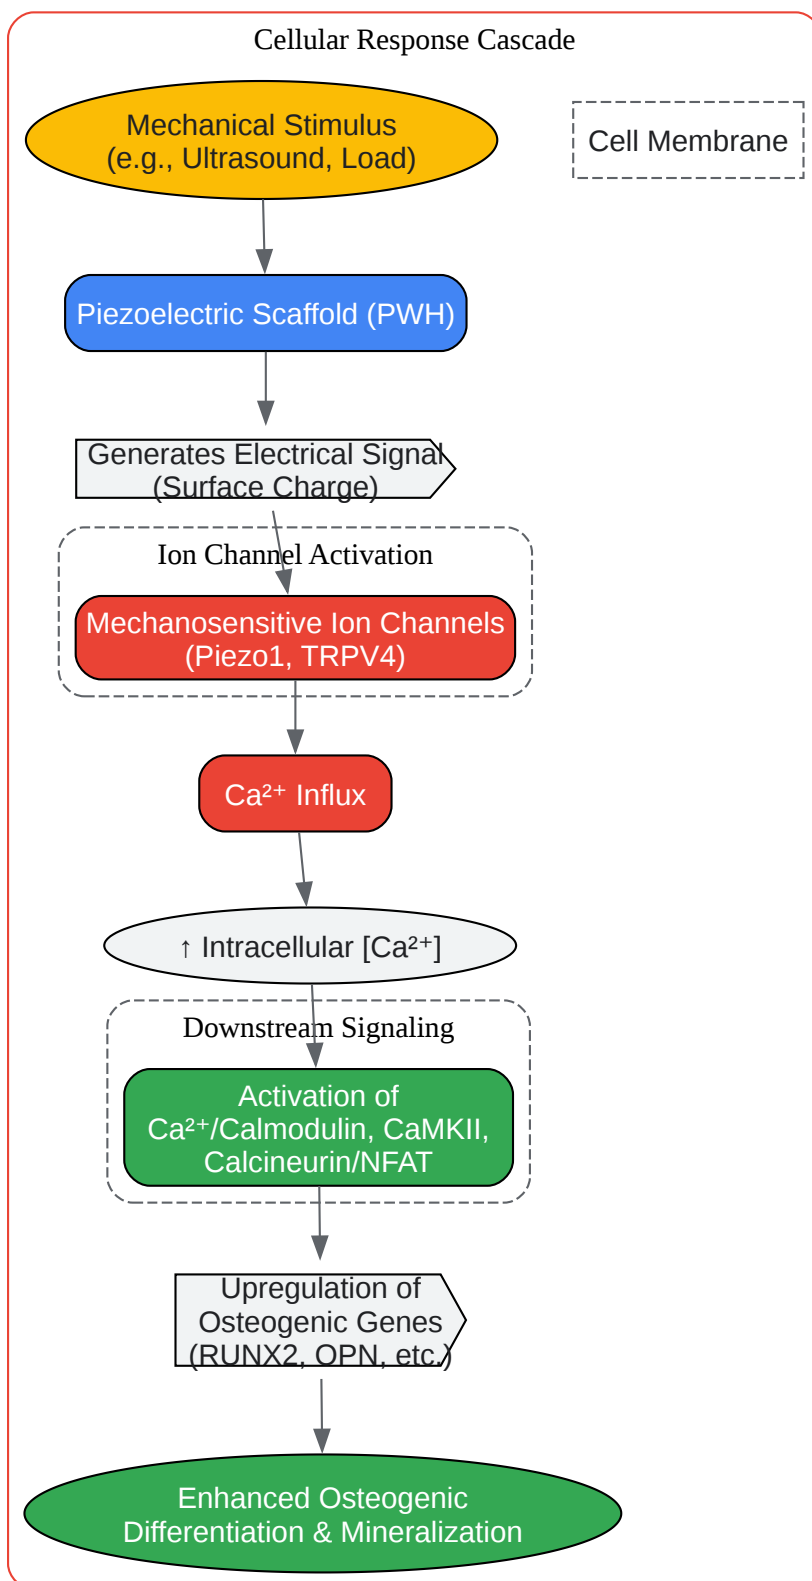 Cellular Response Cascade
Mechanical Stimulus
(e.g., Ultrasound, Load)
Cell Membrane
Piezoelectric Scaffold (PWH)
Generates Electrical Signal
(Surface Charge)
Ion Channel Activation
Mechanosensitive Ion Channels
(Piezo1, TRPV4)
Ca²⁺ Influx
↑ Intracellular [Ca²⁺]
Downstream Signaling
Activation of
Ca²⁺/Calmodulin, CaMKII,
Calcineurin/NFAT
Upregulation of
Osteogenic Genes
(RUNX2, OPN, etc.)
Enhanced Osteogenic
Differentiation & Mineralization